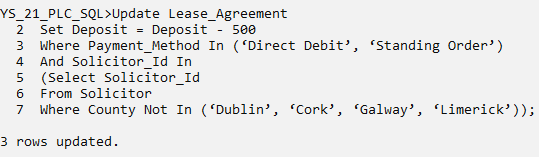 YS_21_PLC_SQL>Update Lease_Agreement
2 Set Deposit = Deposit - 500
3 Where Payment_Method In (‘Direct Debit’, ‘Standing Order’)
4 And Solicitor_Id In
5 (Select Solicitor_Id
6 From Solicitor
7 Where County Not In (‘Dublin’, ‘Cork’, ‘Galway’, ‘Limerick’));
3 rows updated.